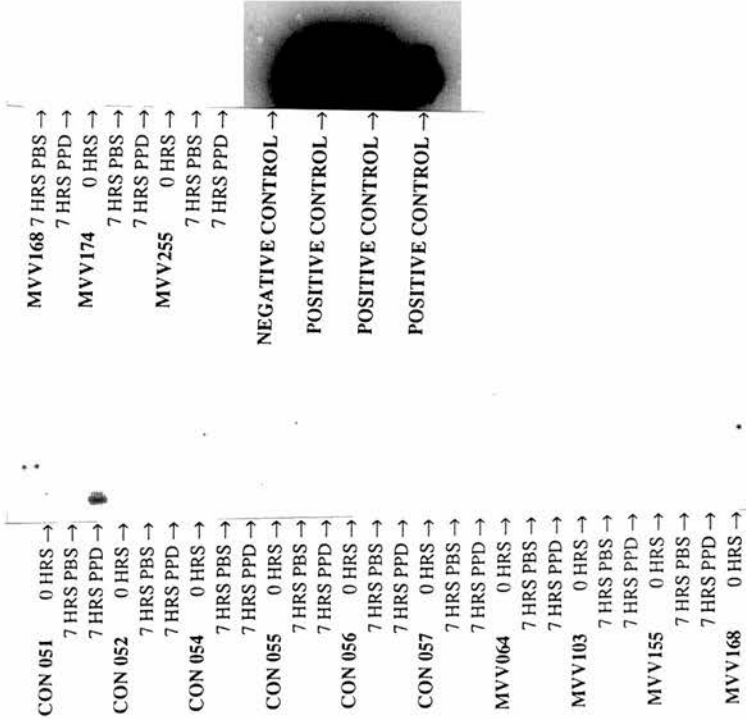 MVV168 7 HRS PBS →
7 HRS PPD →
MVV174 0 HRS →
7 HRS PBS →
7 HRS PPD →
MVV255 0 HRS →
7 HRS PBS →
7 HRS PPD →
NEGATIVE CONTROL →
POSITIVE CONTROL →
POSITIVE CONTROL →
POSITIVE CONTROL →
CON 051 0 HRS →
7 HRS PBS →
7 HRS PPD →
CON 052 0 HRS →
7 HRS PBS →
7 HRS PPD →
CON 054 0 HRS →
7 HRS PBS →
7 HRS PPD →
CON 055 0 HRS →
7 HRS PBS →
7 HRS PPD →
CON 056 0 HRS →
7 HRS PBS →
7 HRS PPD →
CON 057 0 HRS →
7 HRS PBS →
7 HRS PPD →
MVV064 0 HRS →
7 HRS PBS →
7 HRS PPD →
MVV103 0 HRS →
7 HRS PBS →
7 HRS PPD →
MVV155 0 HRS →
7 HRS PBS →
7 HRS PPD →
MVV168 0 HRS →